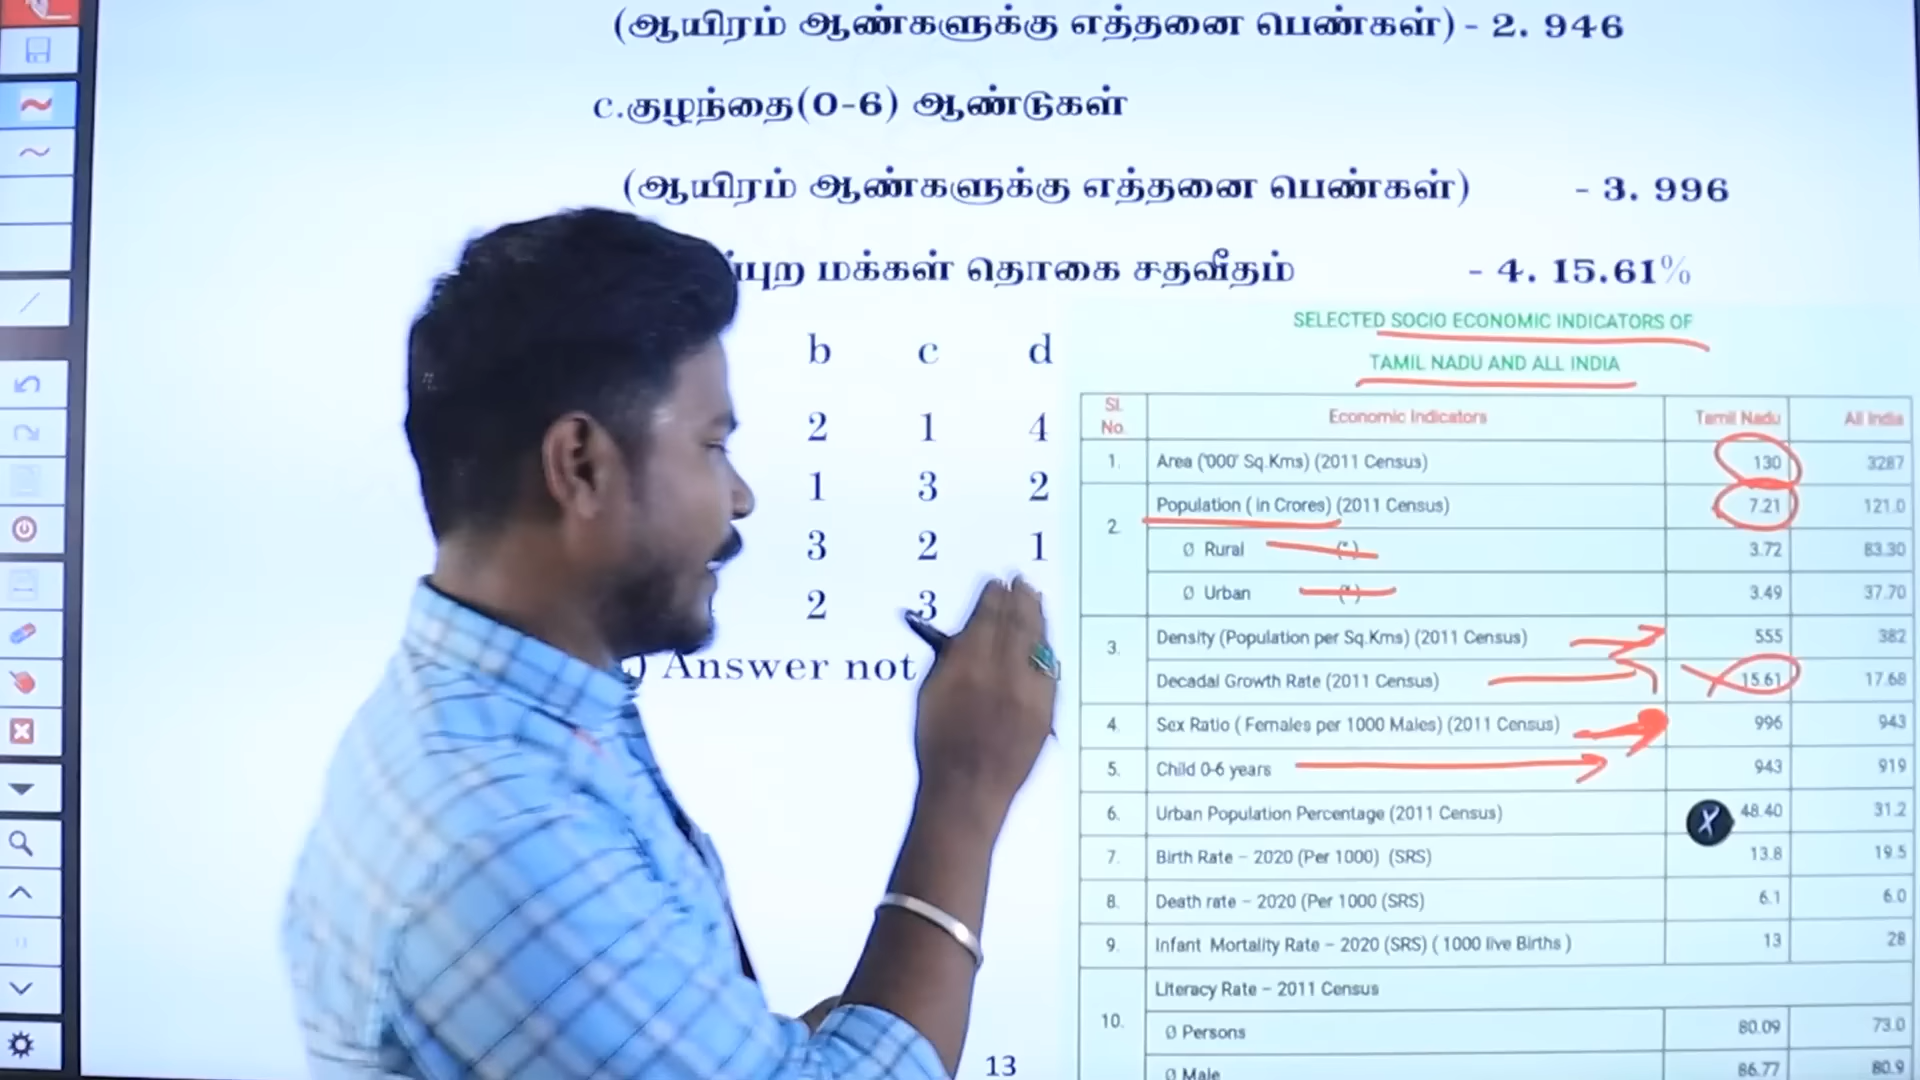 (ஆயிரம் ஆண்களுக்கு எத்தனை பெண்கள்) - 2. 946
c.குழந்தை(0-6) ஆண்டுகள்
(ஆயிரம் ஆண்களுக்கு எத்தனை பெண்கள்) - 3. 996
ப்புற மக்கள் தொகை சதவீதம் - 4. 15.61%
b c d
2 1 4
1 3 2
3 2 1
2 3
Answer not
SELECTED SOCIO ECONOMIC INDICATORS OF
TAMIL NADU AND ALL INDIA
Sl. No. Economic Indicators Tamil Nadu All India
1. Area ('000' Sq.Kms) (2011 Census) 130 3287
2. Population ( in Crores) (2011 Census) 7.21 121.0
Ø Rural (*) 3.72 83.30
Ø Urban (*) 3.49 37.70
3. Density (Population per Sq.Kms) (2011 Census) 555 382
Decadal Growth Rate (2011 Census) 15.61 17.68
4. Sex Ratio ( Females per 1000 Males) (2011 Census) 996 943
5. Child 0-6 years 943 919
6. Urban Population Percentage (2011 Census) 48.40 31.2
7. Birth Rate – 2020 (Per 1000) (SRS) 13.8 19.5
8. Death rate – 2020 (Per 1000 (SRS) 6.1 6.0
9. Infant Mortality Rate – 2020 (SRS) ( 1000 live Births ) 13 28
10. Literacy Rate – 2011 Census
Ø Persons 80.09 73.0
Ø Male 86.77 80.9
13